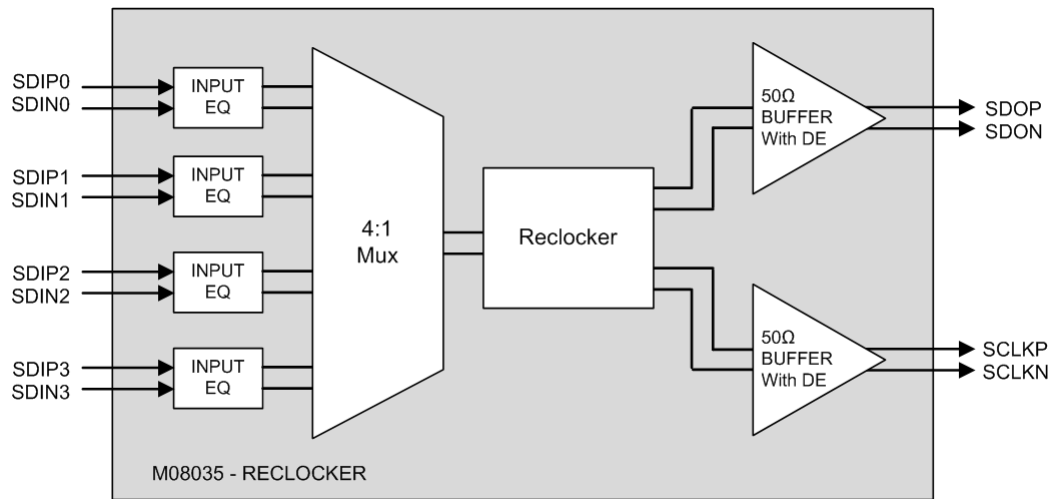 SDIP0
SDIN0
INPUT
EQ
SDIP1
SDIN1
INPUT
EQ
SDIP2
SDIN2
INPUT
EQ
SDIP3
SDIN3
INPUT
EQ
4:1
Mux
Reclocker
50Ω
BUFFER
With DE
SDOP
SDON
50Ω
BUFFER
With DE
SCLKP
SCLKN
M08035 - RECLOCKER